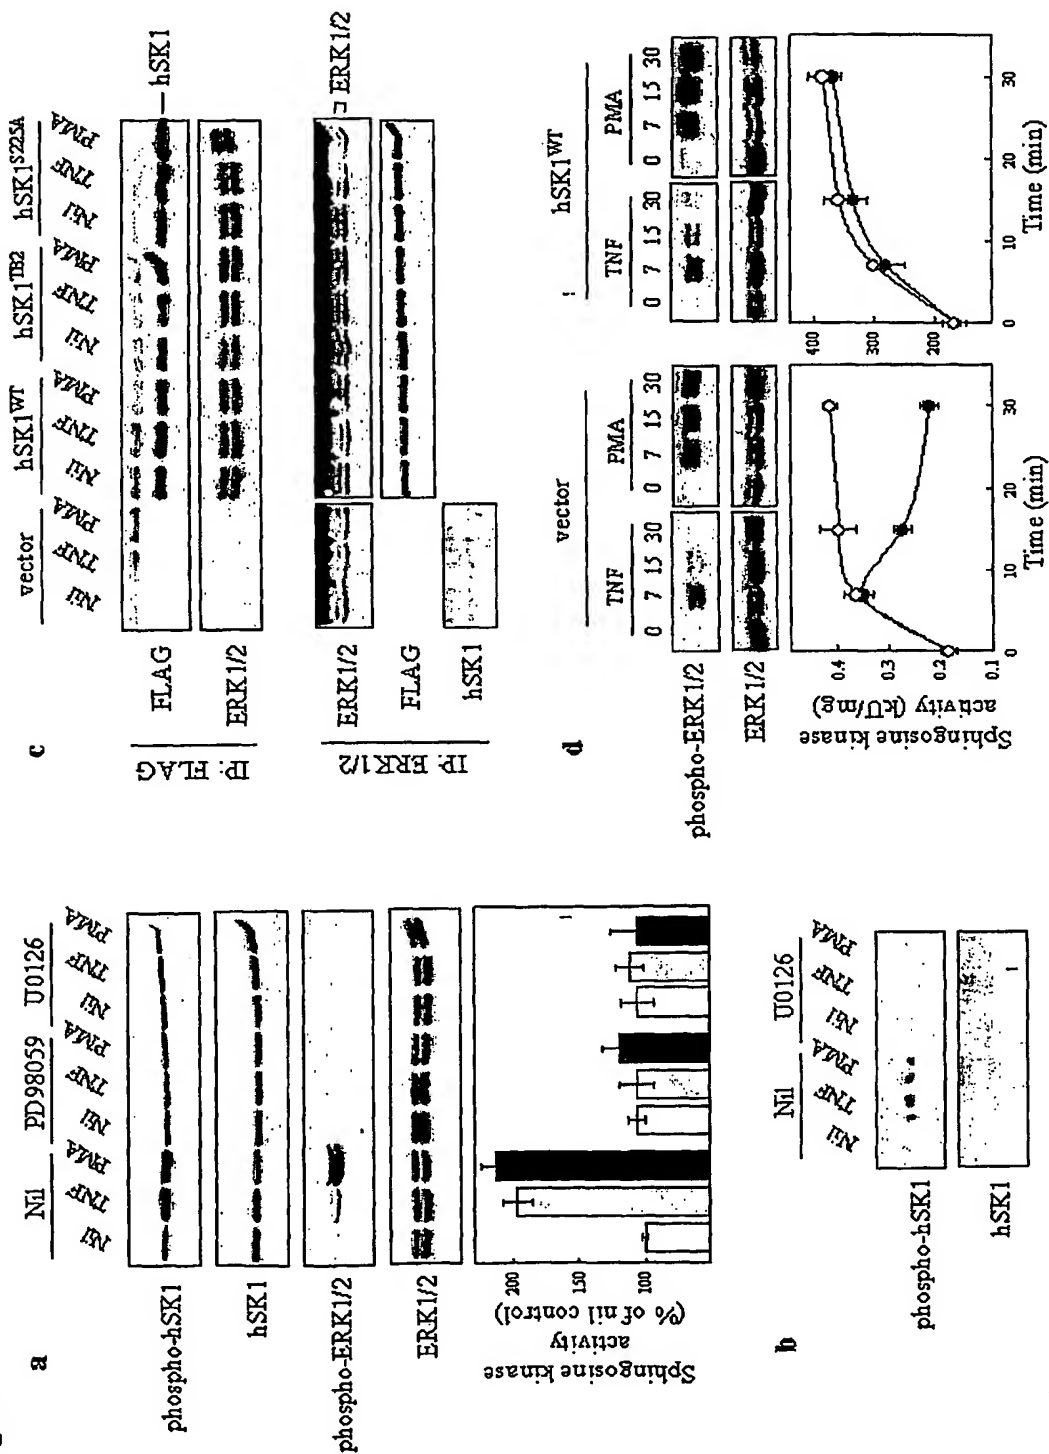 a
Nil PD98059 U0126
Nil TNF PMA Nil TNF PMA Nil TNF PMA
phospho-hSK1
hSK1
phospho-ERK1/2
ERK1/2
Sphingosine kinase
activity
(% of nil control)
200
150
100
b
Nil U0126
Nil TNF PMA Nil TNF PMA
phospho-hSK1
hSK1
c
vector hSK1WT hSK1TB2 hSK1S225A
Nil TNF PMA Nil TNF PMA Nil TNF PMA Nil TNF PMA
IP: FLAG
FLAG
hSK1
ERK1/2
IP: ERK1/2
ERK1/2
ERK1/2
FLAG
hSK1
d
vector hSK1WT
TNF PMA TNF PMA
0 7 15 30 0 7 15 30 0 7 15 30 0 7 15 30
phospho-ERK1/2
ERK1/2
Sphingosine kinase
activity (kU/mg)
0.4
0.3
0.2
0.1
0 10 20 30
Time (min)
400
300
200
0 10 20 30
Time (min)